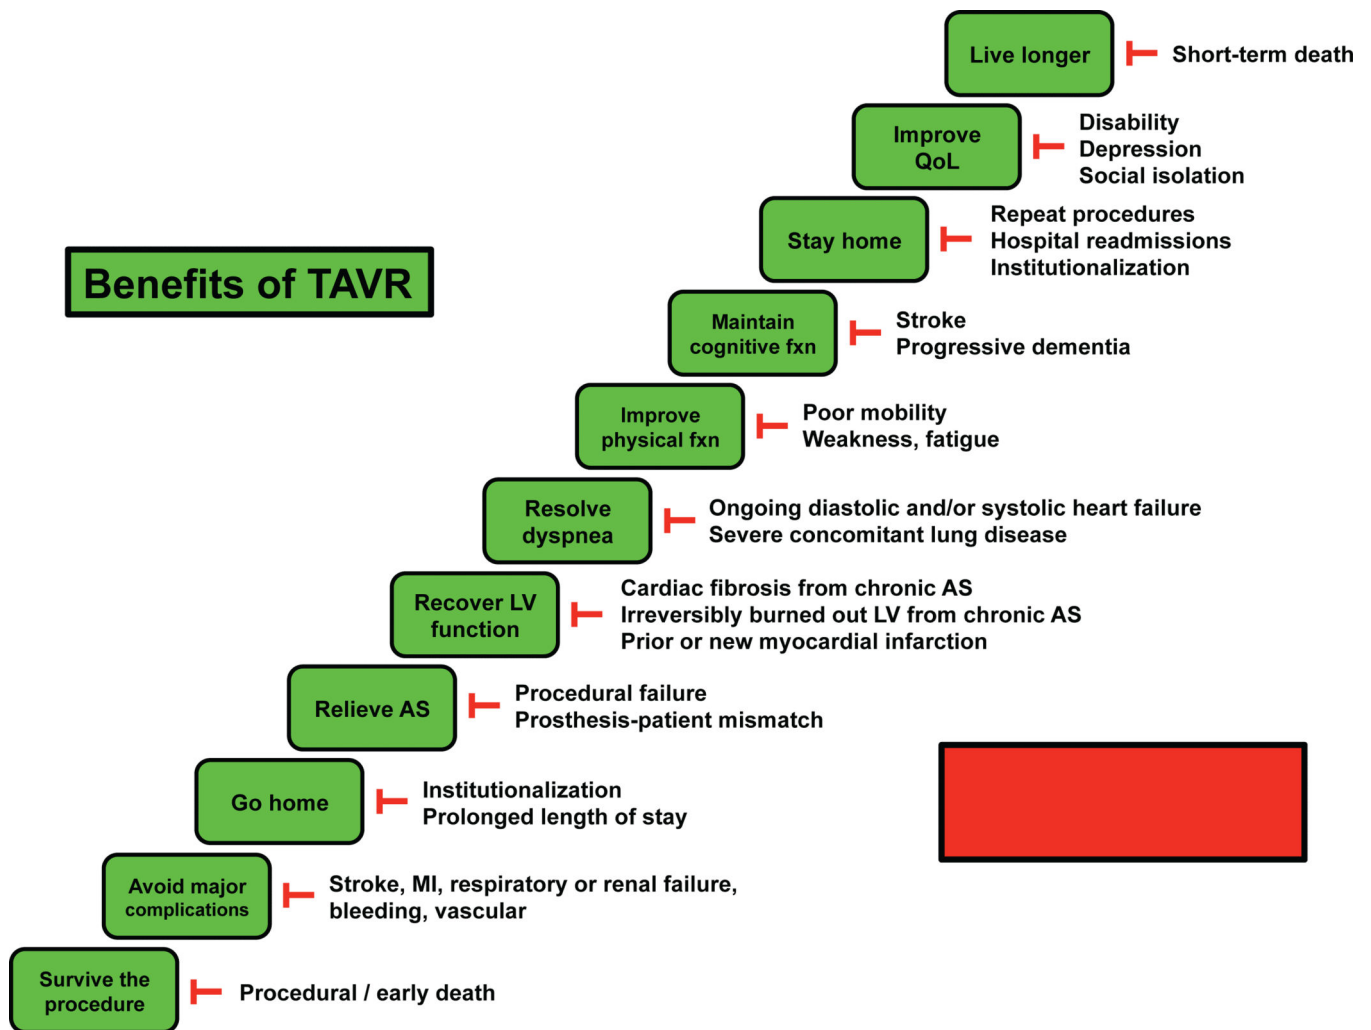 Live longer
Short-term death
Improve
QoL
Disability
Depression
Social isolation
Stay home
Repeat procedures
Hospital readmissions
Institutionalization
Benefits of TAVR
Maintain
cognitive fxn
Stroke
Progressive dementia
Improve
physical fxn
Poor mobility
Weakness, fatigue
Resolve
dyspnea
Ongoing diastolic and/or systolic heart failure
Severe concomitant lung disease
Recover LV
function
Cardiac fibrosis from chronic AS
Irreversibly burned out LV from chronic AS
Prior or new myocardial infarction
Relieve AS
Procedural failure
Prosthesis-patient mismatch
Go home
Institutionalization
Prolonged length of stay
Avoid major
complications
Stroke, MI, respiratory or renal failure,
bleeding, vascular
Survive the
procedure
Procedural / early death